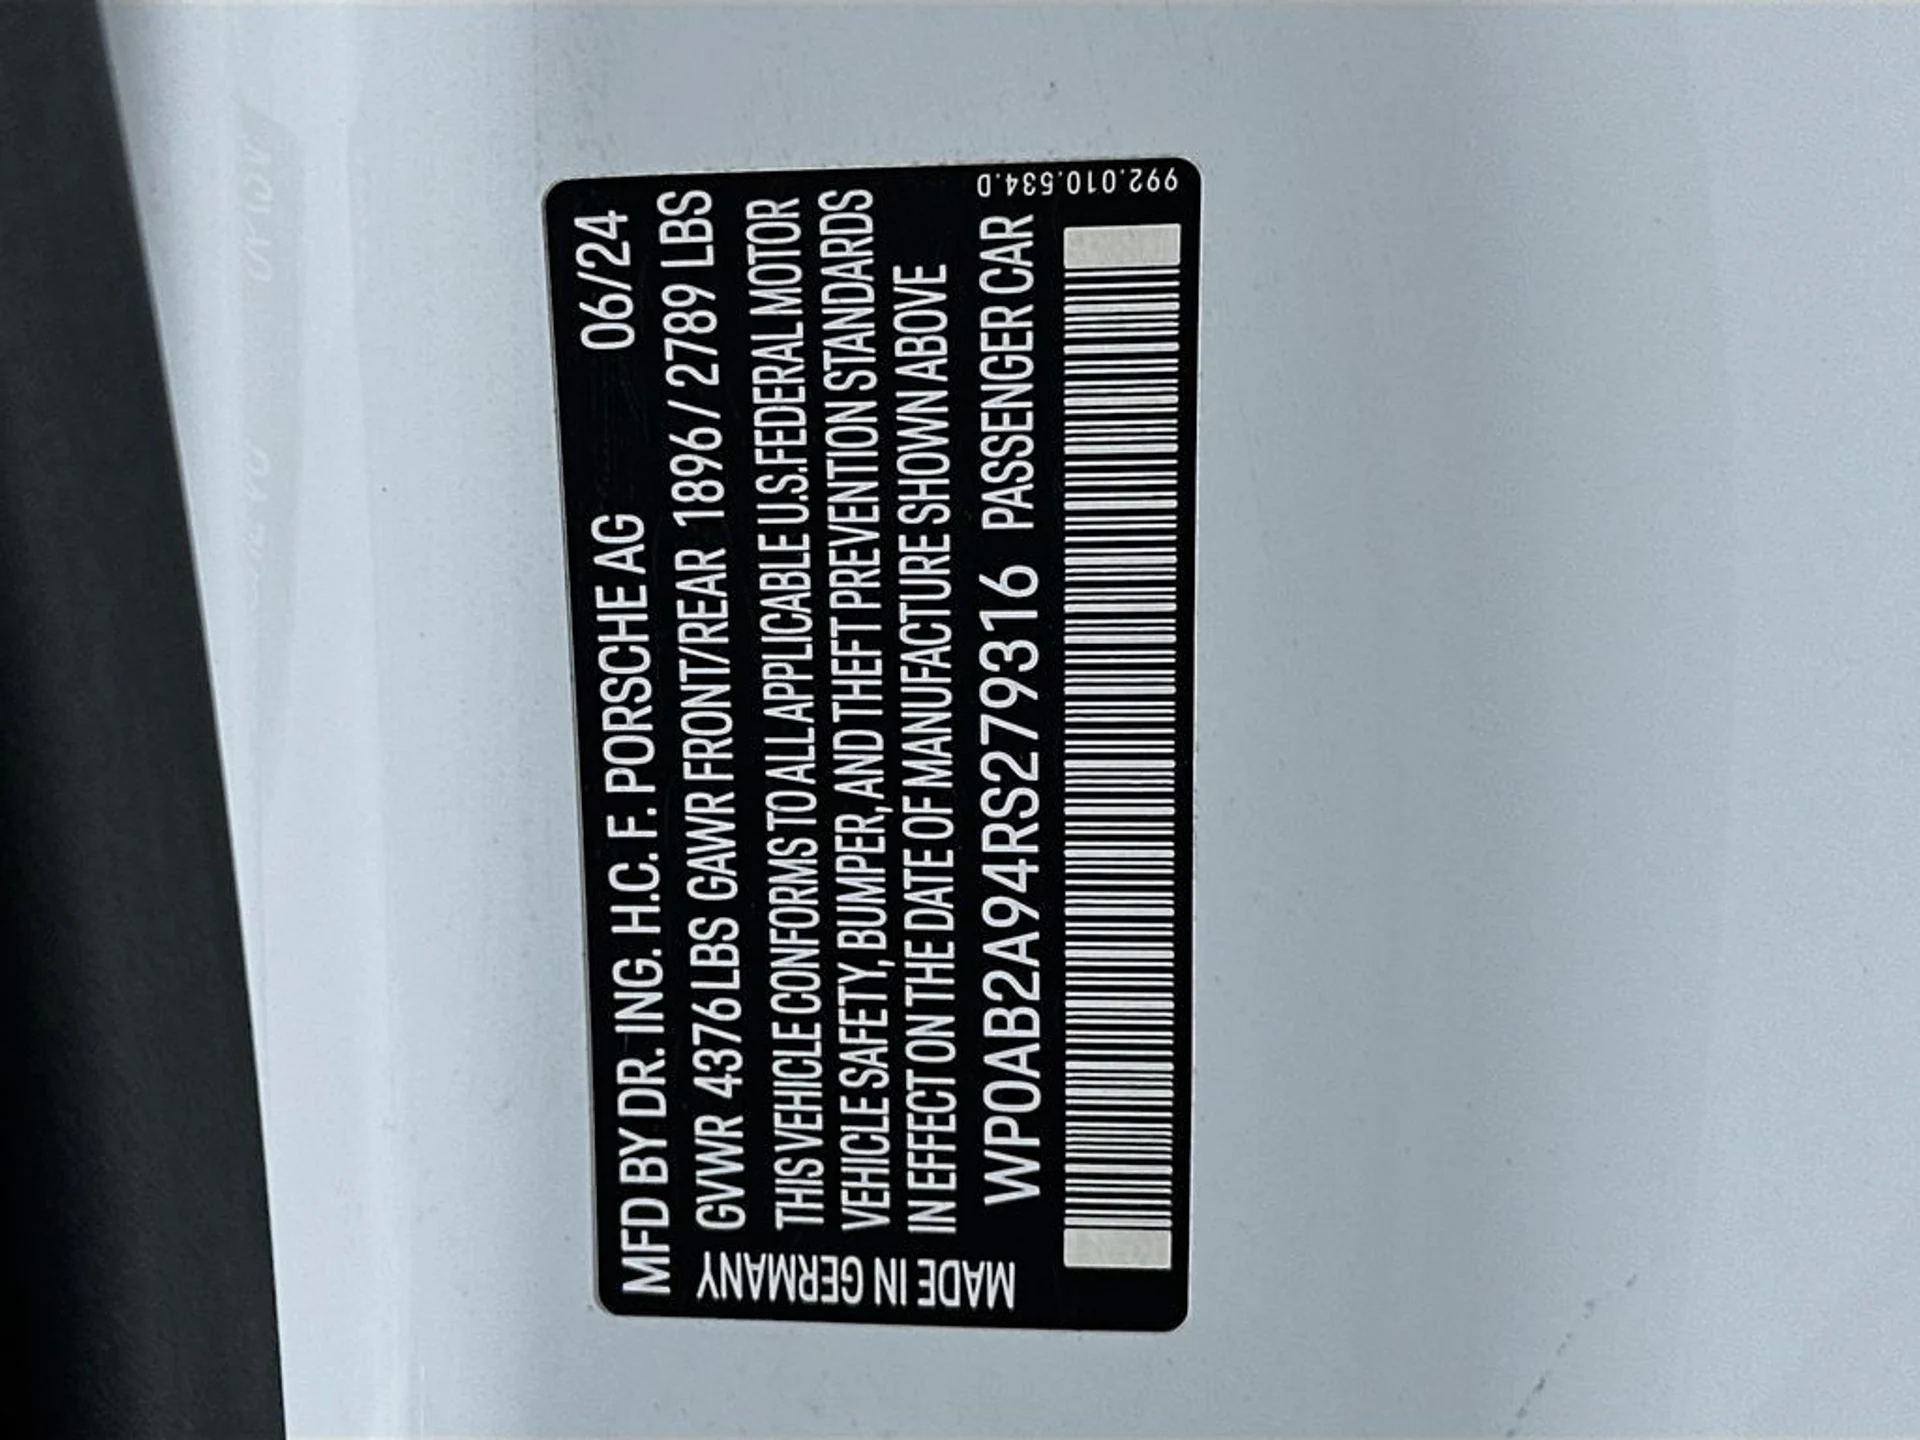 MFD BY DR. ING. H.C. F. PORSCHE AG 06/24
GVWR 4376 LBS GAWR FRONT/REAR 1896 / 2789 LBS
THIS VEHICLE CONFORMS TO ALL APPLICABLE U.S. FEDERAL MOTOR
VEHICLE SAFETY, BUMPER, AND THEFT PREVENTION STANDARDS
IN EFFECT ON THE DATE OF MANUFACTURE SHOWN ABOVE
WP0AB2A94RS279316 PASSENGER CAR
MADE IN GERMANY
992.010.534.D